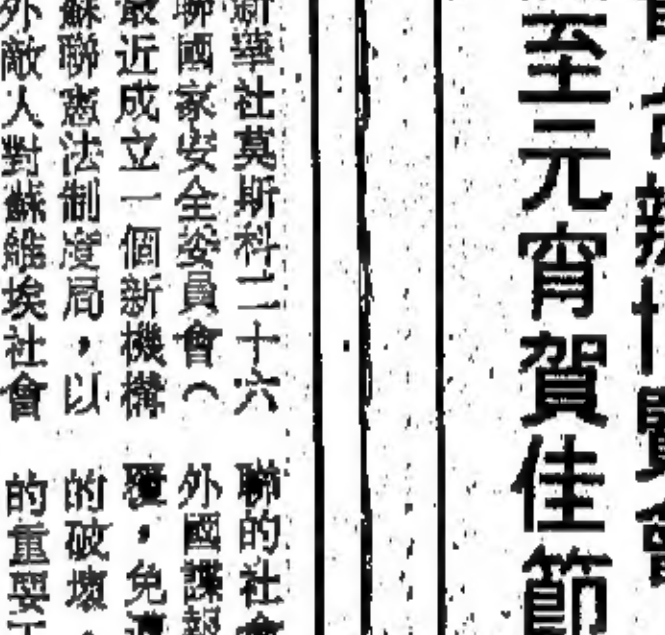 至元宵賀佳節
新華社莫斯科二十六
聯國家安全委員會（
最近成立一個新機構
蘇聯憲法制度局，以
外敵人對蘇維埃社會
聯的社會
外國諜報
覆，免遭
的破壞，
的重要工